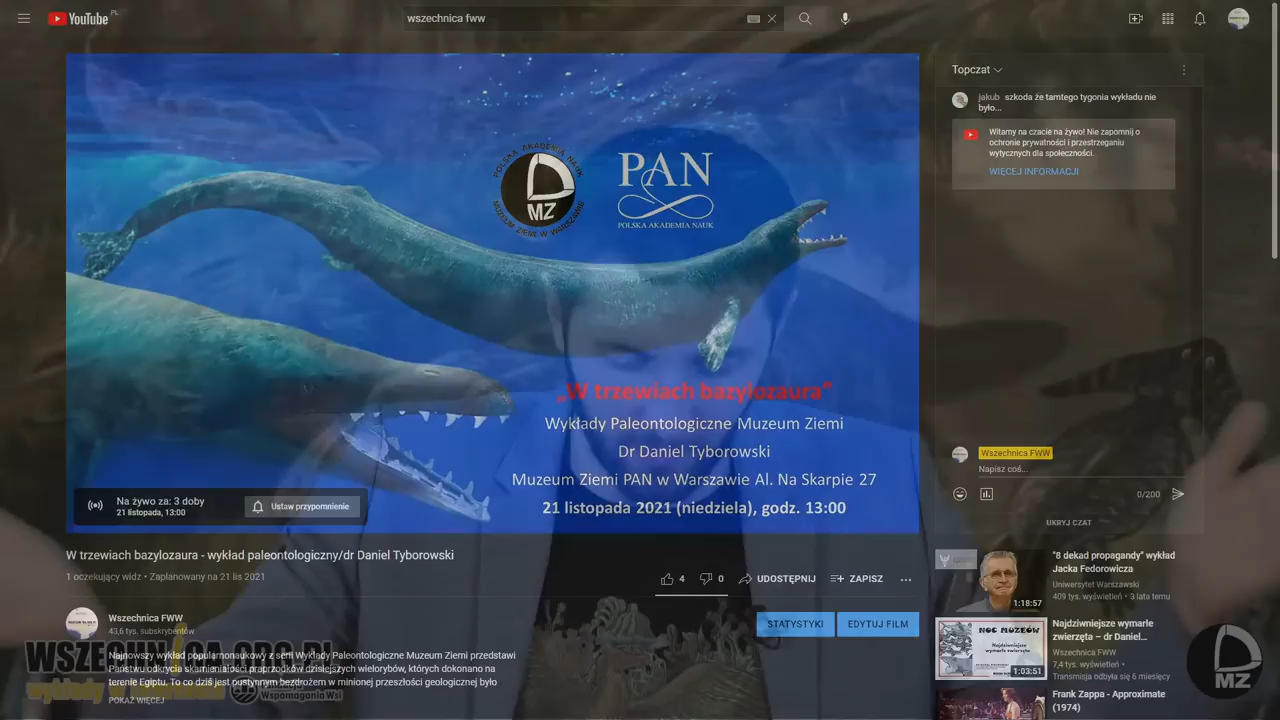 YouTube PL
wszechnica fww
POLSKA AKADEMIA NAUK
MZ
MUZEUM ZIEMI W WARSZAWIE
PAN
POLSKA AKADEMIA NAUK
„W trzewiach bazylozaura”
Wykłady Paleontologiczne Muzeum Ziemi
Dr Daniel Tyborowski
Muzeum Ziemi PAN w Warszawie Al. Na Skarpie 27
21 listopada 2021 (niedziela), godz. 13:00
Na żywo za: 3 doby
21 listopada, 13:00
Ustaw przypomnienie
W trzewiach bazylozaura - wykład paleontologiczny/dr Daniel Tyborowski
1 oczekujący widz • Zaplanowany na 21 lis 2021
4
0
UDOSTĘPNIJ
ZAPISZ
Wszechnica FWW
43,6 tys. subskrybentów
STATYSTYKI
EDYTUJ FILM
Najnowszy wykład popularnonaukowy z serii Wykłady Paleontologiczne Muzeum Ziemi przedstawi
Państwu odkrycia skamieniałości praprzodków dzisiejszych wielorybów, których dokonano na
terenie Egiptu. To co dziś jest pustynnym bezdrożem w minionej przeszłości geologicznej było
POKAŻ WIĘCEJ
Wspomagania Wsi
Topczat
jakub szkoda że tamtego tygonia wykładu nie
było...
Witamy na czacie na żywo! Nie zapomnij o
ochronie prywatności i przestrzeganiu
wytycznych dla społeczności.
WIĘCEJ INFORMACJI
Wszechnica FWW
Napisz coś...
0/200
UKRYJ CZAT
"8 dekad propagandy" wykład
Jacka Fedorowicza
Uniwersytet Warszawski
409 tys. wyświetleń • 3 lata temu
1:18:57
NOC MUZEÓW
Najdziwniejsze wymarłe
zwierzęta – dr Daniel...
Wszechnica FWW
7,4 tys. wyświetleń •
Transmisja odbyła się 6 miesięcy
1:03:51
Frank Zappa - Approximate
(1974)
MZ